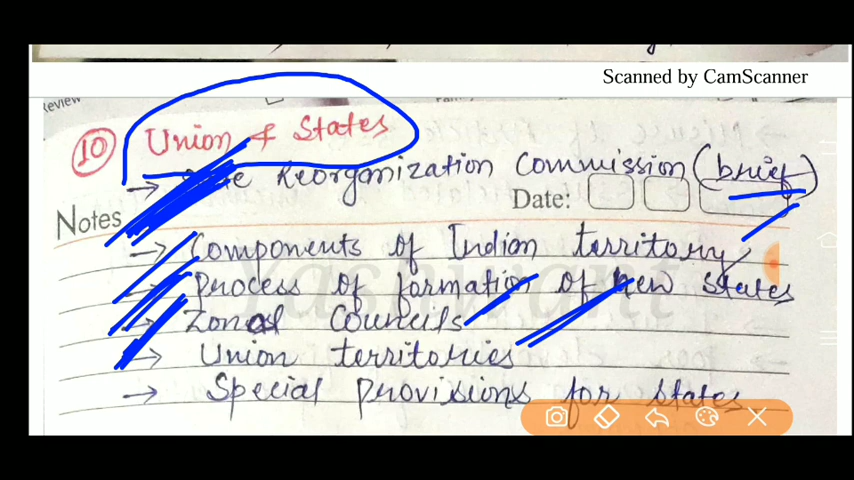 Scanned by CamScanner
Review
10 Union & States
→ Reorganization Commission (brief)
Date:
Notes
→ Components of Indian territory
→ Process of formation of new states
→ Zonal Councils
→ Union territories
→ Special provisions for states
Yashwant